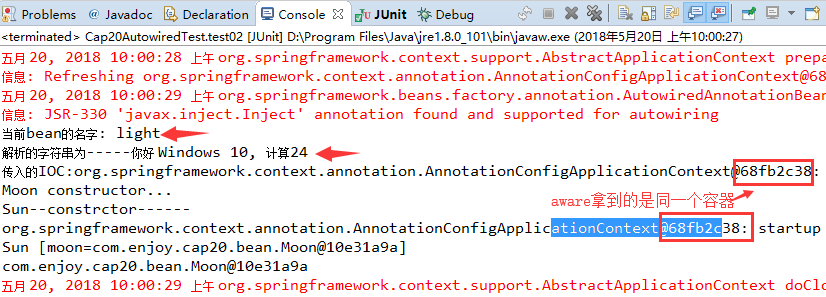 Problems @ Javadoc Declaration Console JUnit Debug
<terminated> Cap20AutowiredTest.test02 [JUnit] D:\Program Files\Java\jre1.8.0_101\bin\javaw.exe (2018年5月20日 上午10:00:27)
五月 20, 2018 10:00:28 上午 org.springframework.context.support.AbstractApplicationContext prepa
信息: Refreshing org.springframework.context.annotation.AnnotationConfigApplicationContext@68
五月 20, 2018 10:00:29 上午 org.springframework.beans.factory.annotation.AutowiredAnnotationBean
信息: JSR-330 'javax.inject.Inject' annotation found and supported for autowiring
当前bean的名字: light
解析的字符串为-----你好 Windows 10, 计算24
传入的IOC:org.springframework.context.annotation.AnnotationConfigApplicationContext@68fb2c38:
Moon constructor...
aware拿到的是同一个容器
Sun--constrctor------
org.springframework.context.annotation.AnnotationConfigApplicationContext@68fb2c38: startup
Sun [moon=com.enjoy.cap20.bean.Moon@10e31a9a]
com.enjoy.cap20.bean.Moon@10e31a9a
五月 20, 2018 10:00:29 上午 org.springframework.context.support.AbstractApplicationContext doClo